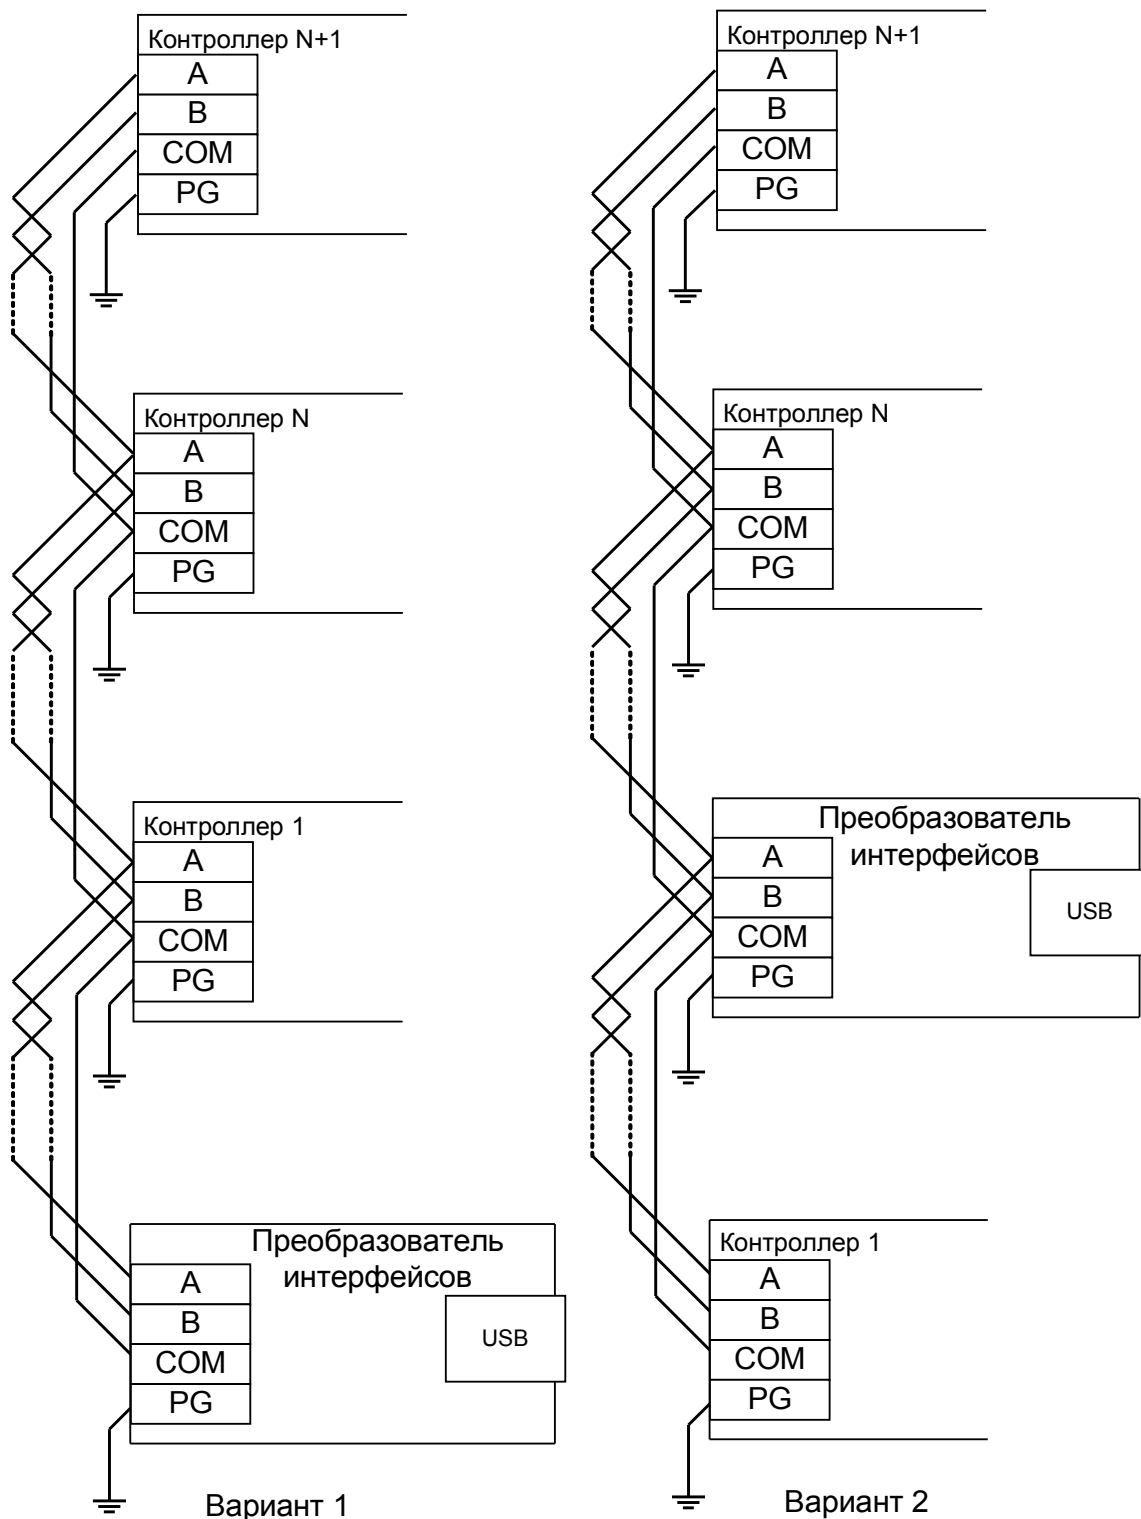 Контроллер N+1
A
B
COM
PG
Контроллер N
A
B
COM
PG
Контроллер 1
A
B
COM
PG
Преобразователь
интерфейсов
A
B
COM
PG
USB
Вариант 1
Контроллер N+1
A
B
COM
PG
Контроллер N
A
B
COM
PG
Преобразователь
интерфейсов
A
B
COM
PG
USB
Контроллер 1
A
B
COM
PG
Вариант 2